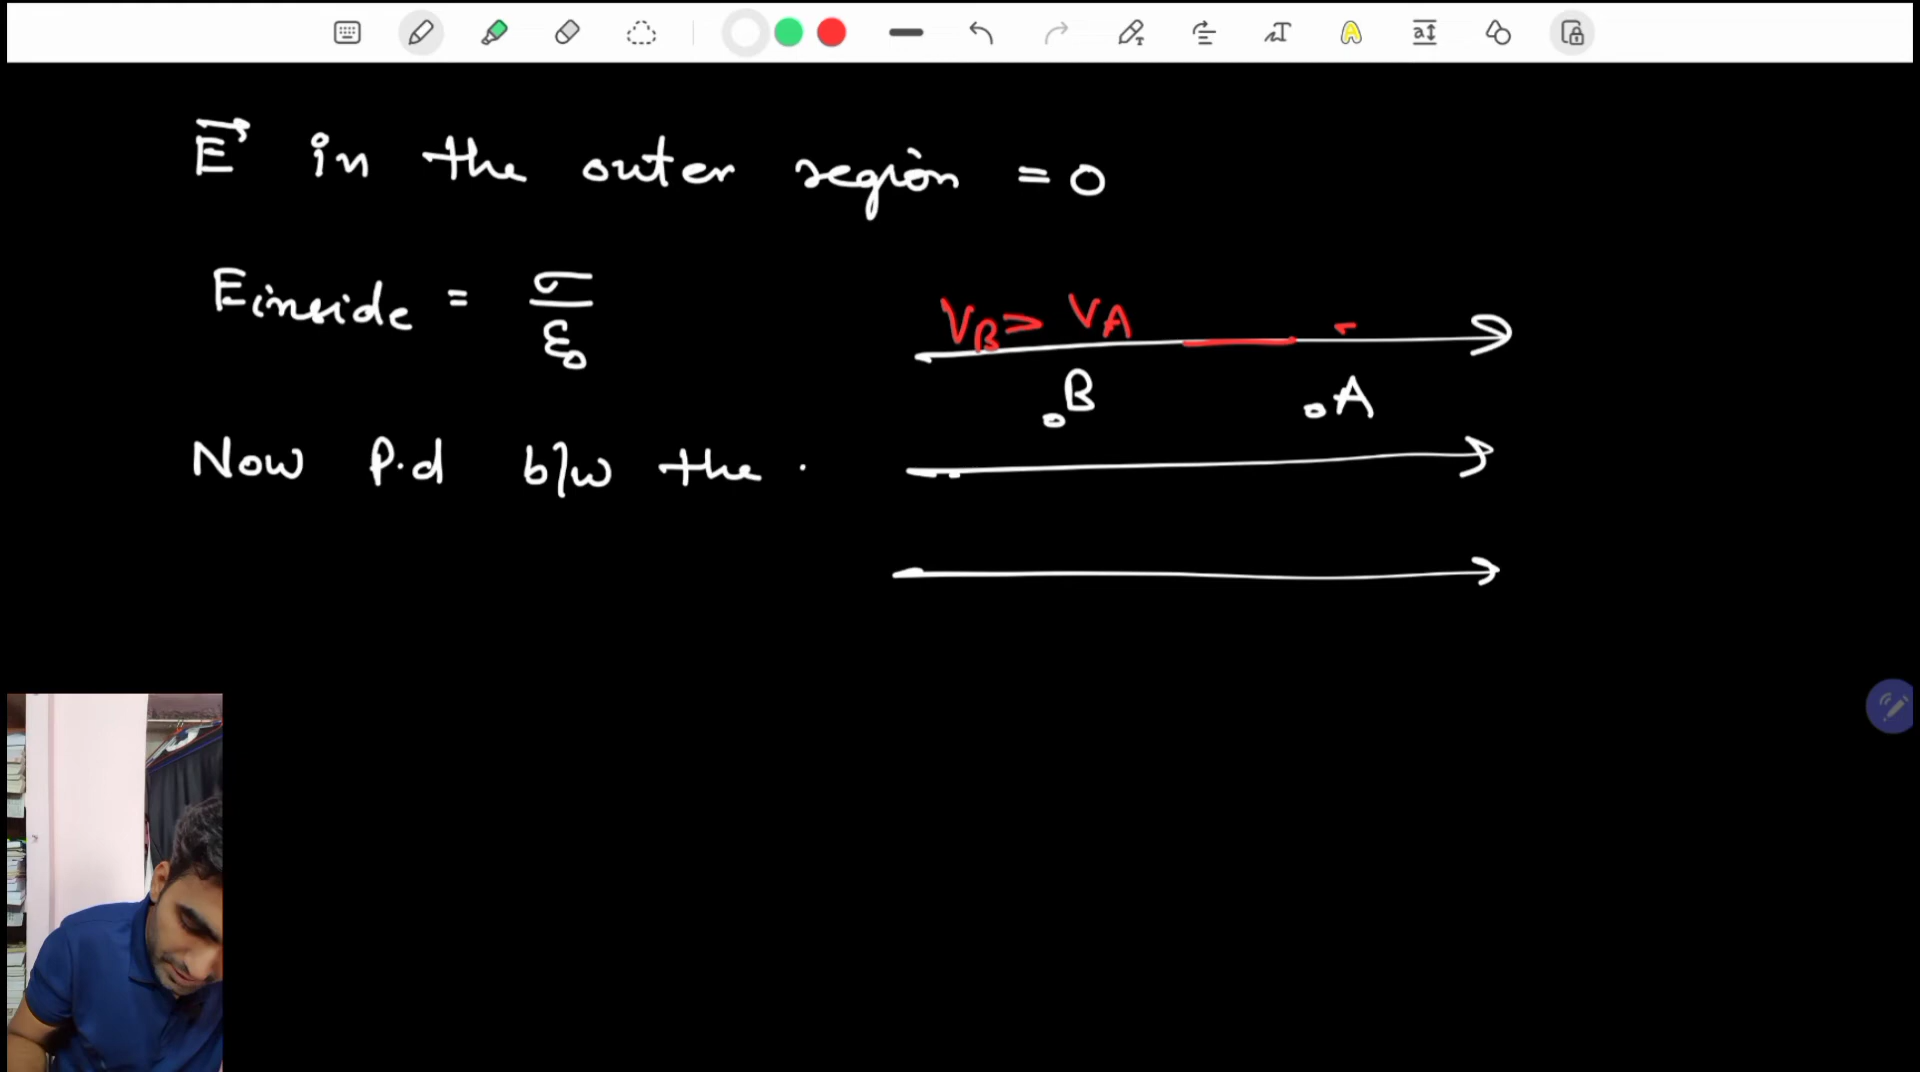 E⃗ in the outer region = 0
Einside = σ/ε0
VB > VA
B
A
Now P.d b/w the .